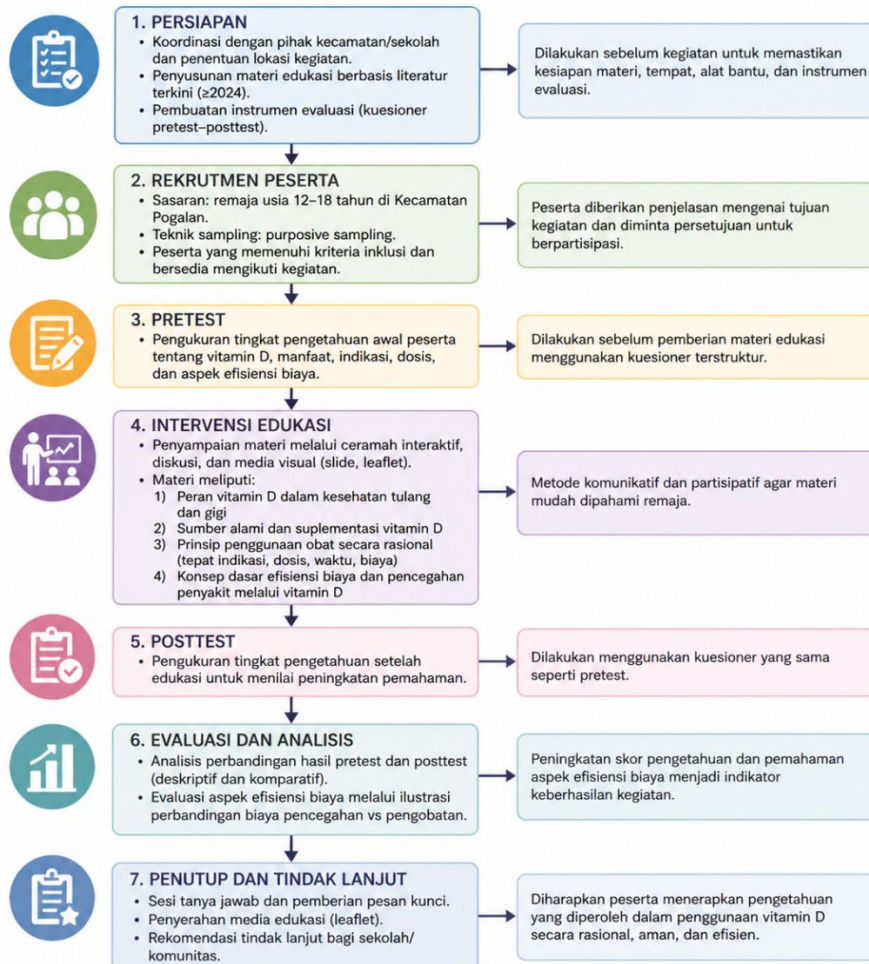 1. PERSIAPAN
• Koordinasi dengan pihak kecamatan/sekolah
dan penentuan lokasi kegiatan.
• Penyusunan materi edukasi berbasis literatur
terkini (≥2024).
• Pembuatan instrumen evaluasi (kuesioner
pretest–posttest).
Dilakukan sebelum kegiatan untuk memastikan
kesiapan materi, tempat, alat bantu, dan instrumen
evaluasi.
2. REKRUTMEN PESERTA
• Sasaran: remaja usia 12–18 tahun di Kecamatan
Pogalan.
• Teknik sampling: purposive sampling.
• Peserta yang memenuhi kriteria inklusi dan
bersedia mengikuti kegiatan.
Peserta diberikan penjelasan mengenai tujuan
kegiatan dan diminta persetujuan untuk
berpartisipasi.
3. PRETEST
• Pengukuran tingkat pengetahuan awal peserta
tentang vitamin D, manfaat, indikasi, dosis,
dan aspek efisiensi biaya.
Dilakukan sebelum pemberian materi edukasi
menggunakan kuesioner terstruktur.
4. INTERVENSI EDUKASI
• Penyampaian materi melalui ceramah interaktif,
diskusi, dan media visual (slide, leaflet).
• Materi meliputi:
1) Peran vitamin D dalam kesehatan tulang
dan gigi
2) Sumber alami dan suplementasi vitamin D
3) Prinsip penggunaan obat secara rasional
(tepat indikasi, dosis, waktu, biaya)
4) Konsep dasar efisiensi biaya dan pencegahan
penyakit melalui vitamin D
Metode komunikatif dan partisipatif agar materi
mudah dipahami remaja.
5. POSTTEST
• Pengukuran tingkat pengetahuan setelah
edukasi untuk menilai peningkatan pemahaman.
Dilakukan menggunakan kuesioner yang sama
seperti pretest.
6. EVALUASI DAN ANALISIS
• Analisis perbandingan hasil pretest dan posttest
(deskriptif dan komparatif).
• Evaluasi aspek efisiensi biaya melalui ilustrasi
perbandingan biaya pencegahan vs pengobatan.
Peningkatan skor pengetahuan dan pemahaman
aspek efisiensi biaya menjadi indikator
keberhasilan kegiatan.
7. PENUTUP DAN TINDAK LANJUT
• Sesi tanya jawab dan pemberian pesan kunci.
• Penyerahan media edukasi (leaflet).
• Rekomendasi tindak lanjut bagi sekolah/
komunitas.
Diharapkan peserta menerapkan pengetahuan
yang diperoleh dalam penggunaan vitamin D
secara rasional, aman, dan efisien.